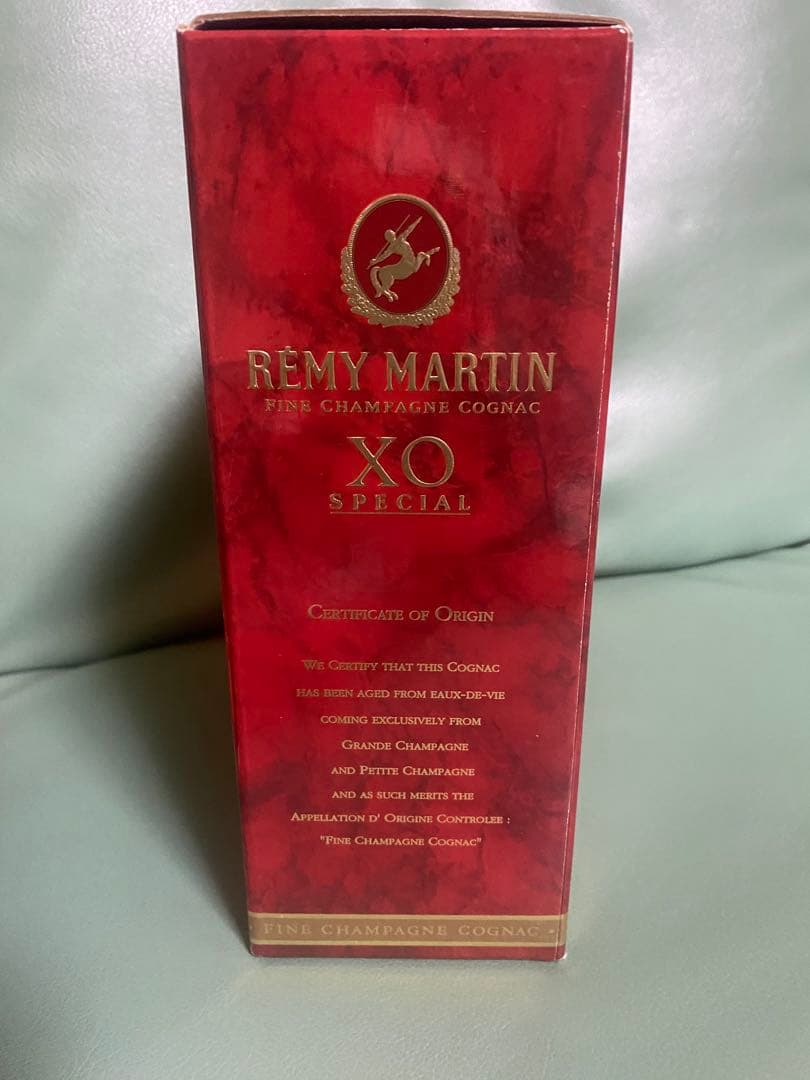 RÉMY MARTIN
FINE CHAMPAGNE COGNAC
XO
SPECIAL
CERTIFICATE OF ORIGIN
WE CERTIFY THAT THIS COGNAC
HAS BEEN AGED FROM EAUX-DE-VIE
COMING EXCLUSIVELY FROM
GRANDE CHAMPAGNE
AND PETITE CHAMPAGNE
AND AS SUCH MERITS THE
APPELLATION D' ORIGINE CONTROLEE :
"FINE CHAMPAGNE COGNAC"
FINE CHAMPAGNE COGNAC •